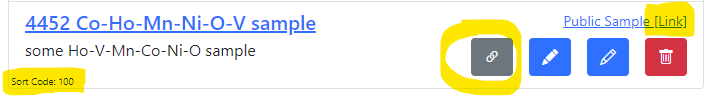 4452 Co-Ho-Mn-Ni-O-V sample
Public Sample [Link]
some Ho-V-Mn-Co-Ni-O sample
Sort Code: 100